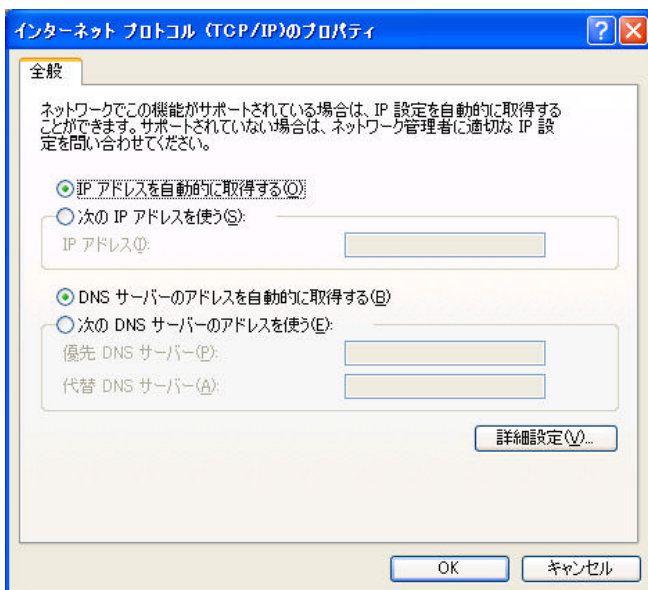 インターネット プロトコル (TCP/IP)のプロパティ
全般
ネットワークでこの機能がサポートされている場合は、IP 設定を自動的に取得する
ことができます。サポートされていない場合は、ネットワーク管理者に適切な IP 設
定を問い合わせてください。
IP アドレスを自動的に取得する(O)
次の IP アドレスを使う(S):
IP アドレス(I):
DNS サーバーのアドレスを自動的に取得する(B)
次の DNS サーバーのアドレスを使う(E):
優先 DNS サーバー(P):
代替 DNS サーバー(A):
詳細設定(V)...
OK
キャンセル